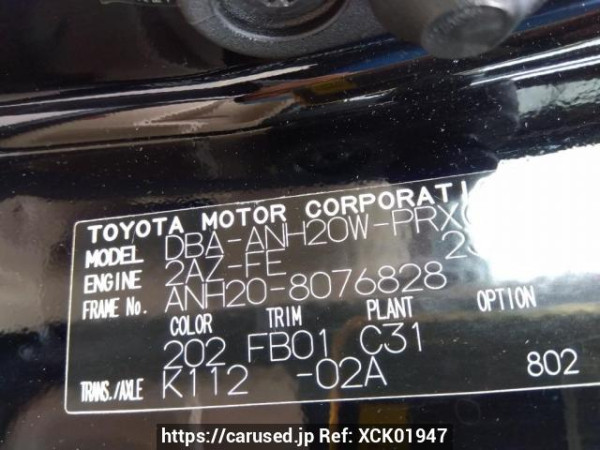 TOYOTA MOTOR CORPORATI
MODEL DBA-ANH20W-PRX
ENGINE 2AZ-FE
FRAME No. ANH20-8076828
COLOR TRIM PLANT OPTION
202 FB01 C31
TRANS./AXLE K112 -02A 802
https://carused.jp Ref: XCK01947